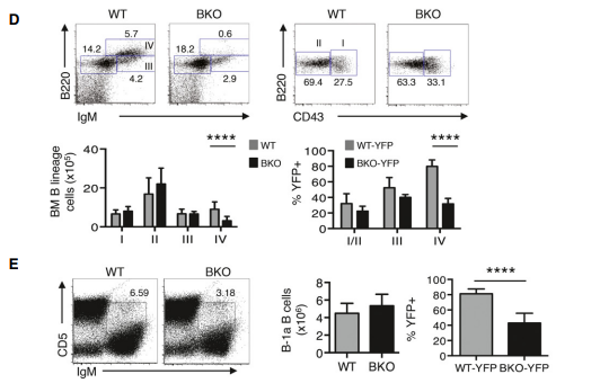 D
WT BKO WT BKO
5.7 0.6
14.2 IV 18.2 II I
III
4.2 2.9 69.4 27.5 63.3 33.1
B220 B220
IgM CD43
**** ****
WT WT-YFP
BKO BKO-YFP
BM B lineage
cells (x10⁵)
40
20
0
I II III IV
% YFP+
100
80
60
40
20
0
I/II III IV
E
WT BKO
6.59 3.18
CD5
IgM
B-1a B cells
(x10⁶)
8
6
4
2
0
WT BKO
****
% YFP+
100
80
60
40
20
0
WT-YFP BKO-YFP